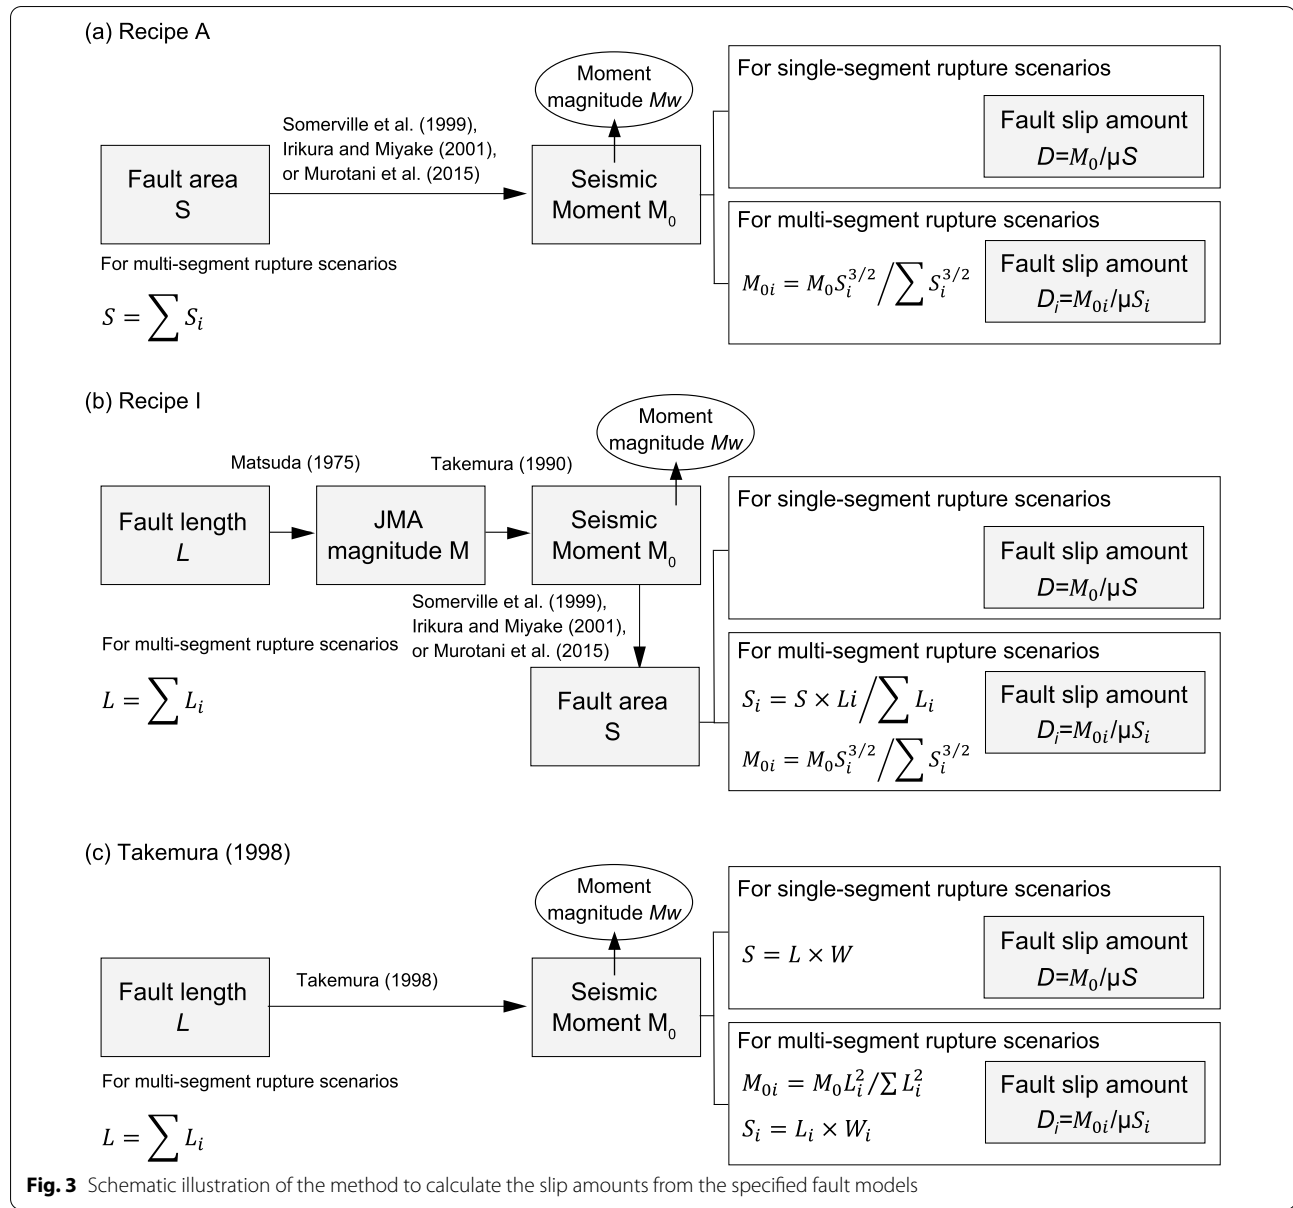 (a) Recipe A
Moment
magnitude Mw
Somerville et al. (1999),
Irikura and Miyake (2001),
or Murotani et al. (2015)
Fault area
S
Seismic
Moment M₀
For single-segment rupture scenarios
Fault slip amount
D=M₀/μS
For multi-segment rupture scenarios
M₀ᵢ = M₀Sᵢ^{3/2} / ∑ Sᵢ^{3/2}
Fault slip amount
Dᵢ=M₀ᵢ/μSᵢ
For multi-segment rupture scenarios
S = ∑ Sᵢ
(b) Recipe I
Moment
magnitude Mw
Matsuda (1975)
Takemura (1990)
Fault length
L
JMA
magnitude M
Seismic
Moment M₀
For single-segment rupture scenarios
Fault slip amount
D=M₀/μS
Somerville et al. (1999),
Irikura and Miyake (2001),
or Murotani et al. (2015)
For multi-segment rupture scenarios
L = ∑ Lᵢ
Fault area
S
For multi-segment rupture scenarios
Sᵢ = S × Li / ∑ Lᵢ
M₀ᵢ = M₀Sᵢ^{3/2} / ∑ Sᵢ^{3/2}
Fault slip amount
Dᵢ=M₀ᵢ/μSᵢ
(c) Takemura (1998)
Moment
magnitude Mw
Fault length
L
Takemura (1998)
Seismic
Moment M₀
For single-segment rupture scenarios
S = L × W
Fault slip amount
D=M₀/μS
For multi-segment rupture scenarios
M₀ᵢ = M₀Lᵢ²/∑ Lᵢ²
Sᵢ = Lᵢ × Wᵢ
Fault slip amount
Dᵢ=M₀ᵢ/μSᵢ
For multi-segment rupture scenarios
L = ∑ Lᵢ
Fig. 3 Schematic illustration of the method to calculate the slip amounts from the specified fault models